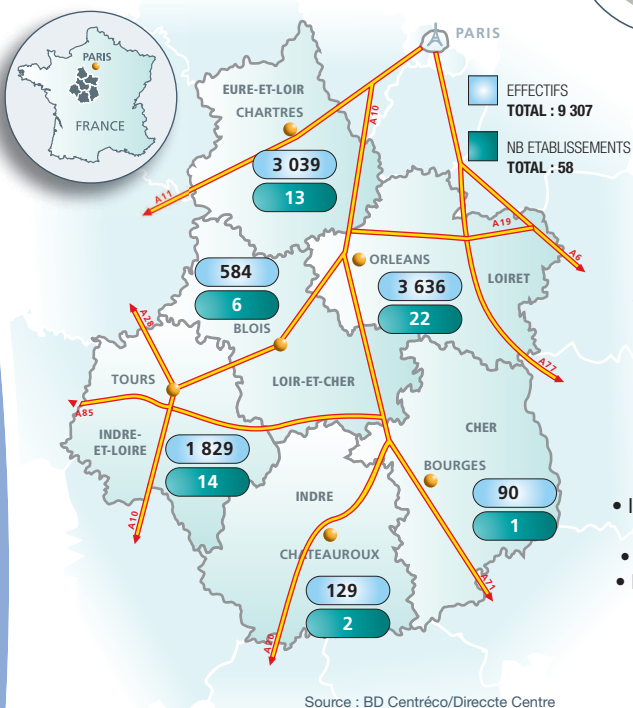 PARIS
FRANCE
PARIS
EFFECTIFS
TOTAL : 9 307
NB ETABLISSEMENTS
TOTAL : 58
EURE-ET-LOIR
CHARTRES
3 039
13
A10
A11
A19
A6
ORLEANS
LOIRET
3 636
22
A77
584
6
BLOIS
LOIR-ET-CHER
A28
TOURS
A85
INDRE-
ET-LOIRE
1 829
14
A10
CHER
BOURGES
90
1
A71
INDRE
CHATEAUROUX
129
2
A20
Source : BD Centréco/Direccte Centre